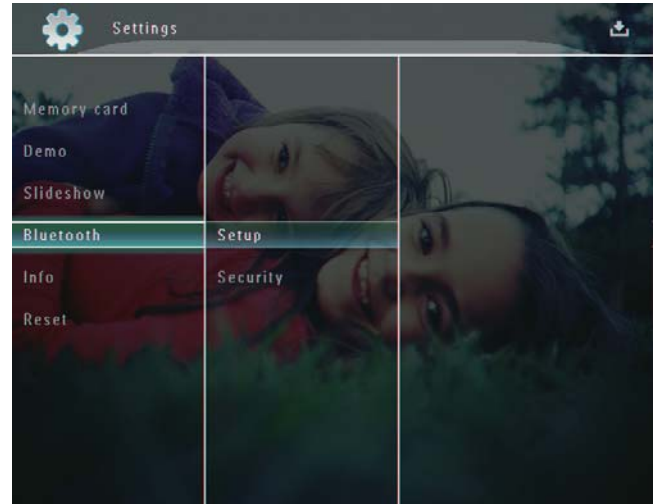 Settings
Memory card
Demo
Slideshow
Bluetooth
Info
Reset
Setup
Security